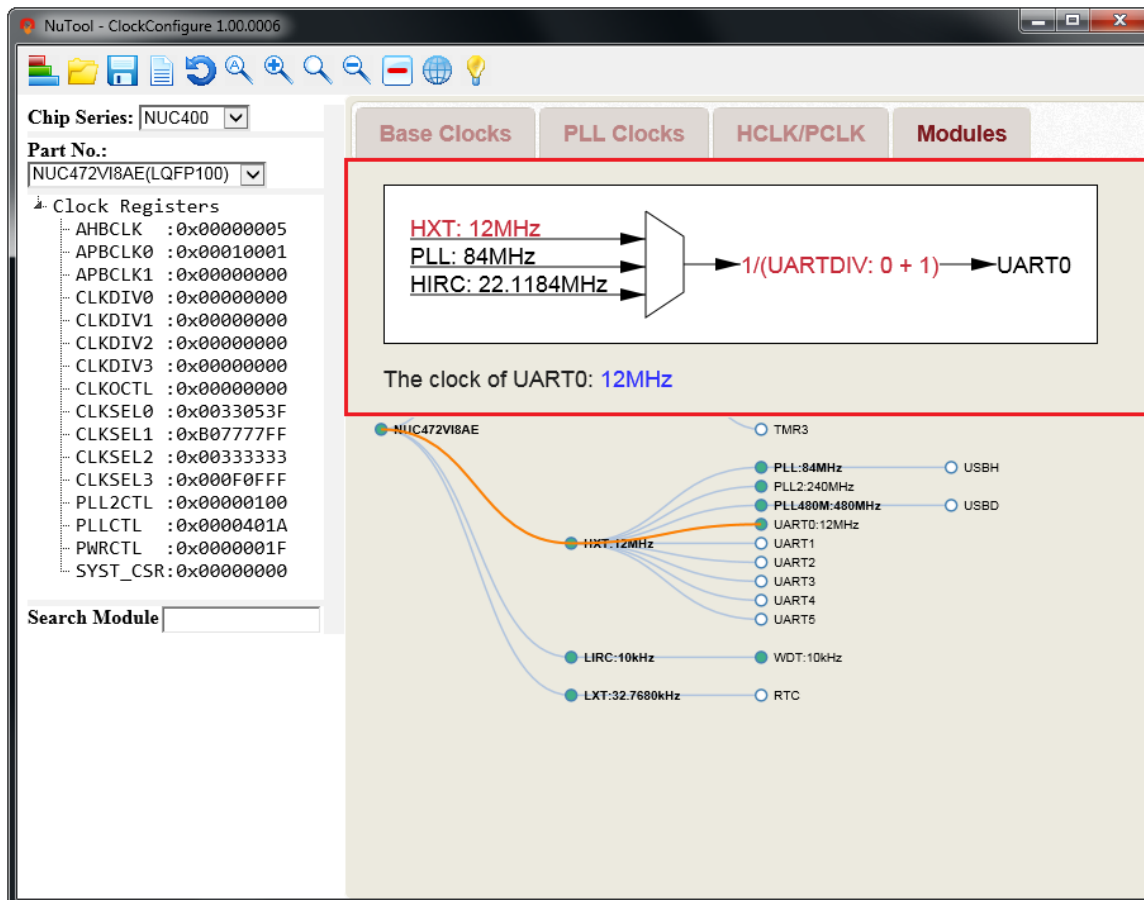 NuTool - ClockConfigure 1.00.0006
Chip Series: NUC400
Part No.:
NUC472VI8AE(LQFP100)
Clock Registers
AHBCLK :0x00000005
APBCLK0 :0x00010001
APBCLK1 :0x00000000
CLKDIV0 :0x00000000
CLKDIV1 :0x00000000
CLKDIV2 :0x00000000
CLKDIV3 :0x00000000
CLKOCTL :0x00000000
CLKSEL0 :0x0033053F
CLKSEL1 :0xB07777FF
CLKSEL2 :0x00333333
CLKSEL3 :0x000F0FFF
PLL2CTL :0x00000100
PLLCTL :0x0000401A
PWRCTL :0x0000001F
SYST_CSR:0x00000000
Search Module
Base Clocks PLL Clocks HCLK/PCLK Modules
HXT: 12MHz
PLL: 84MHz
HIRC: 22.1184MHz
1/(UARTDIV: 0 + 1) UART0
The clock of UART0: 12MHz
NUC472VI8AE TMR3
PLL:84MHz USBH
PLL2:240MHz
PLL480M:480MHz USBD
UART0:12MHz
HXT:12MHz UART1
UART2
UART3
UART4
UART5
LIRC:10kHz WDT:10kHz
LXT:32.7680kHz RTC